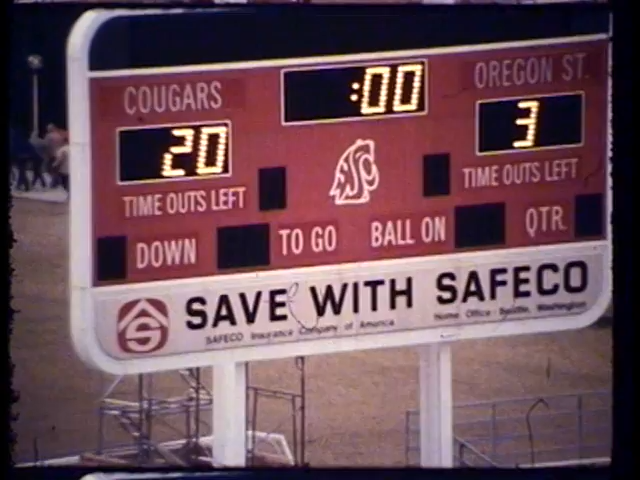 COUGARS :00 OREGON ST.
20 3
TIME OUTS LEFT TIME OUTS LEFT
DOWN TO GO BALL ON QTR.
SAVE WITH SAFECO
SAFECO Insurance Company of America Home Office - Seattle, Washington